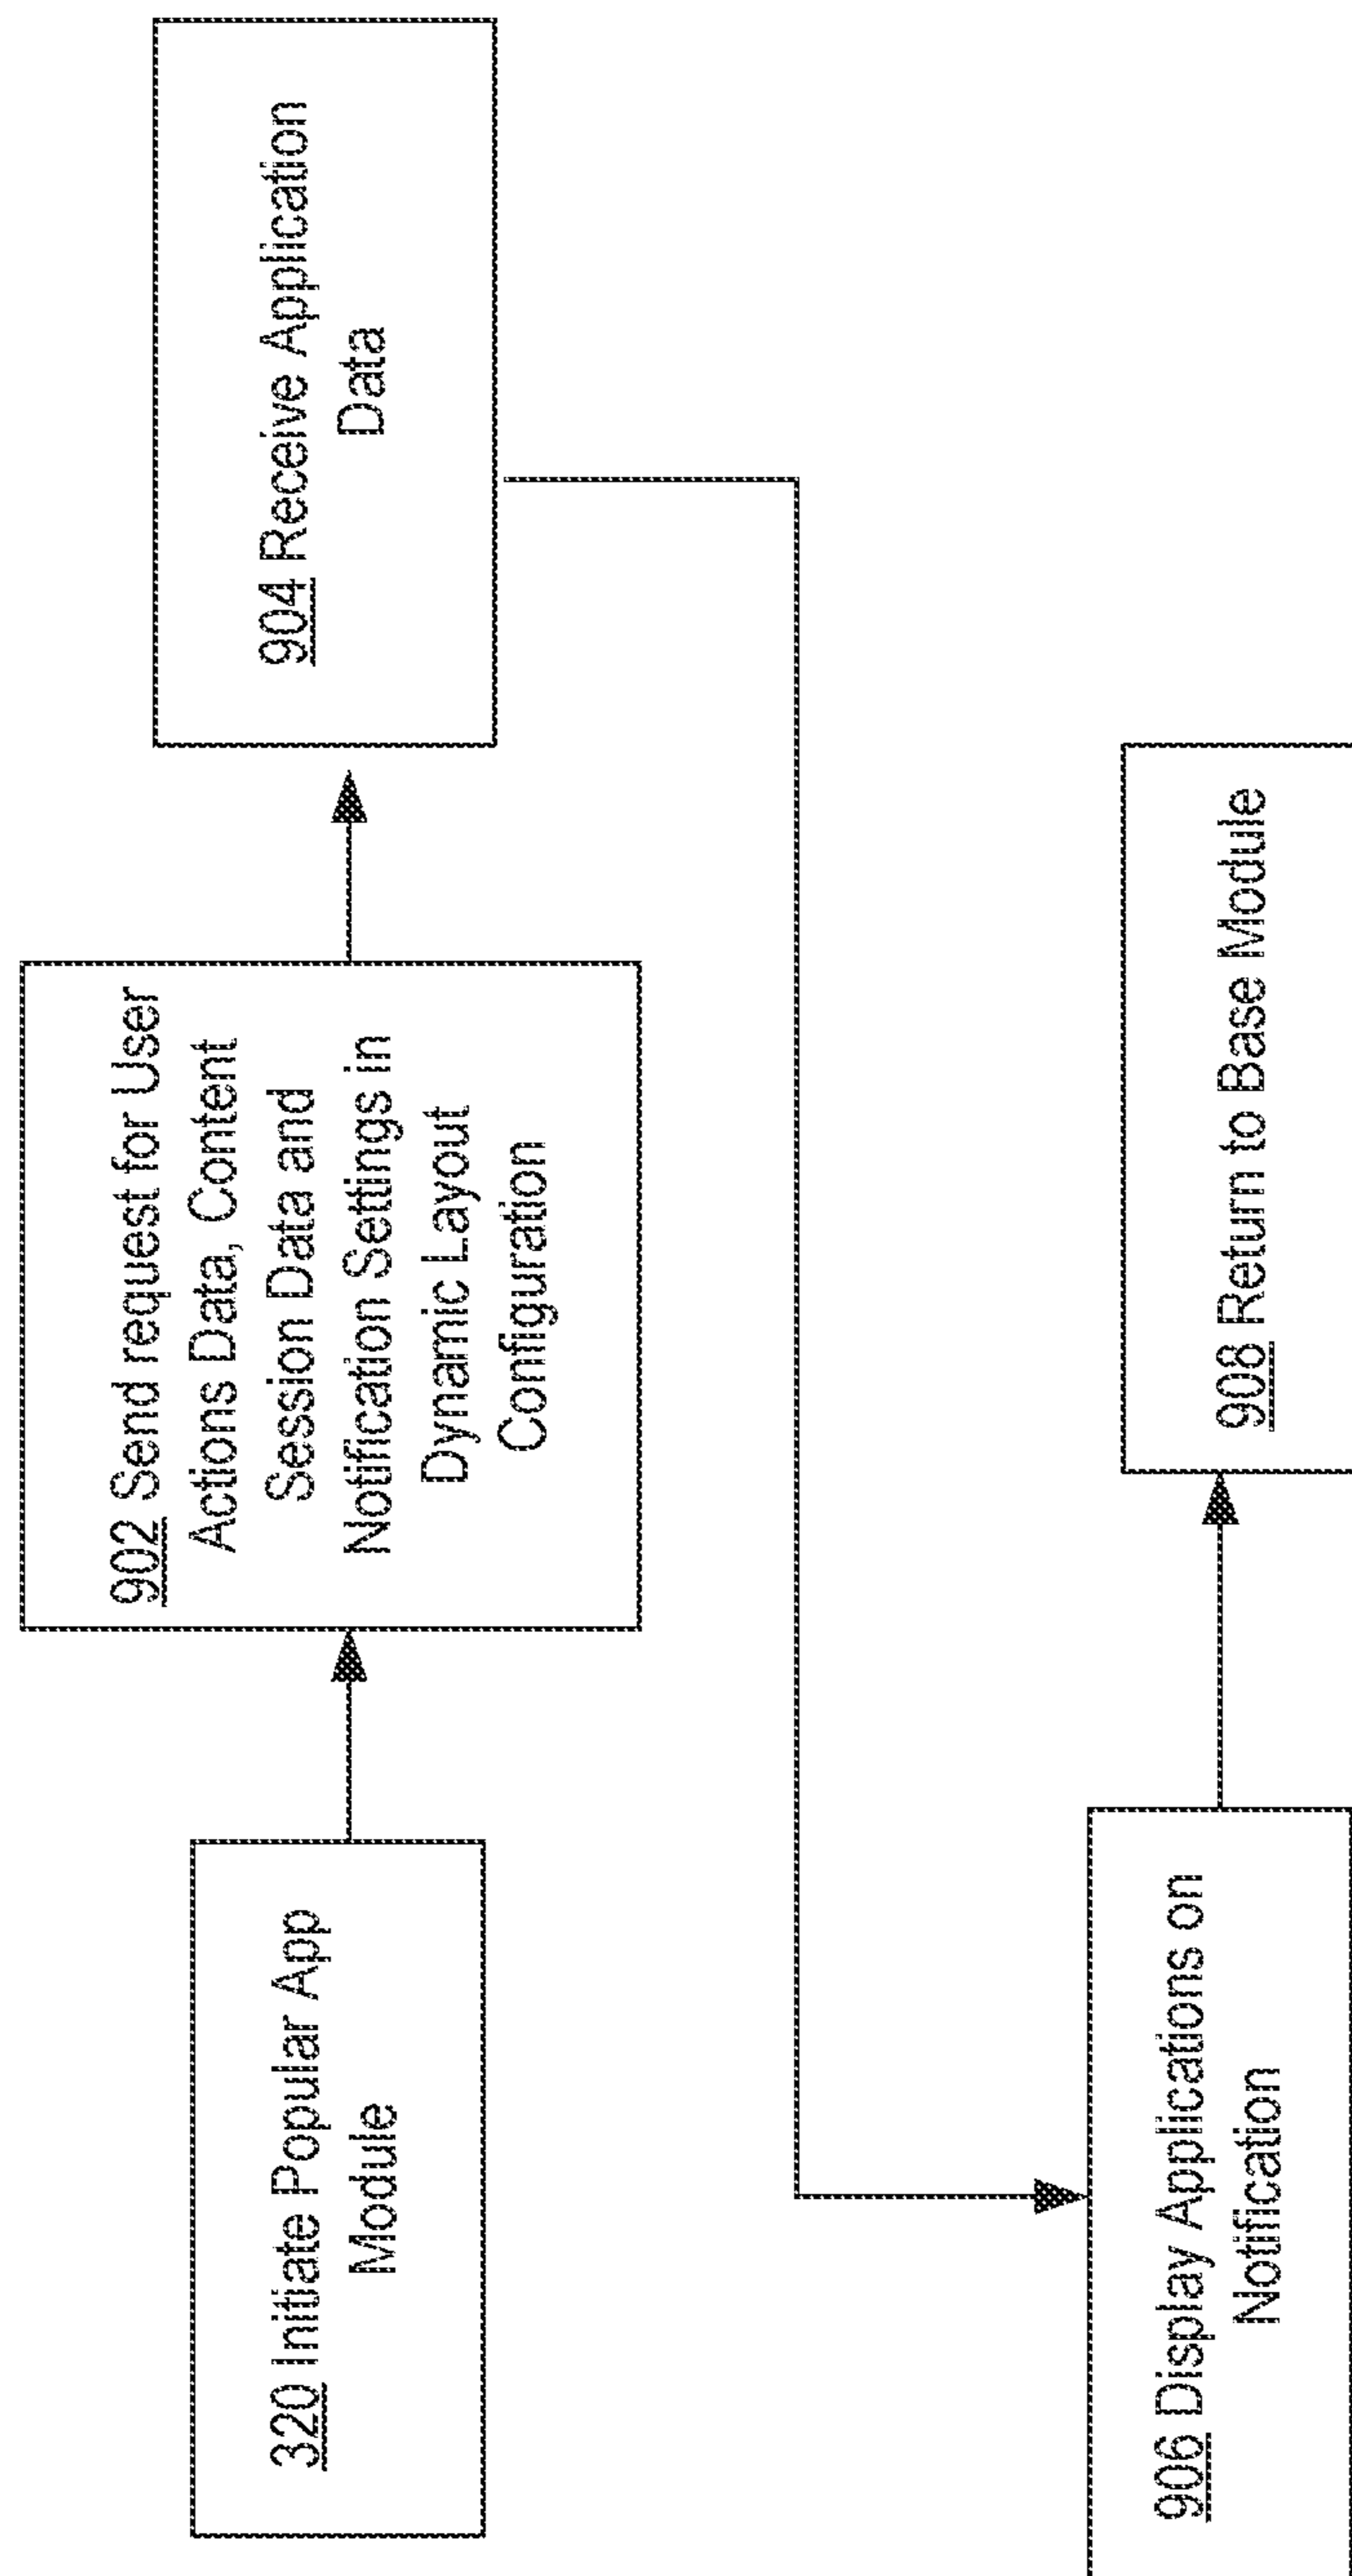 320 Initiate Popular App
Module
902 Send request for User
Actions Data, Content
Session Data and
Notification Settings in
Dynamic Layout
Configuration
904 Receive Application
Data
906 Display Applications on
Notification
908 Return to Base Module